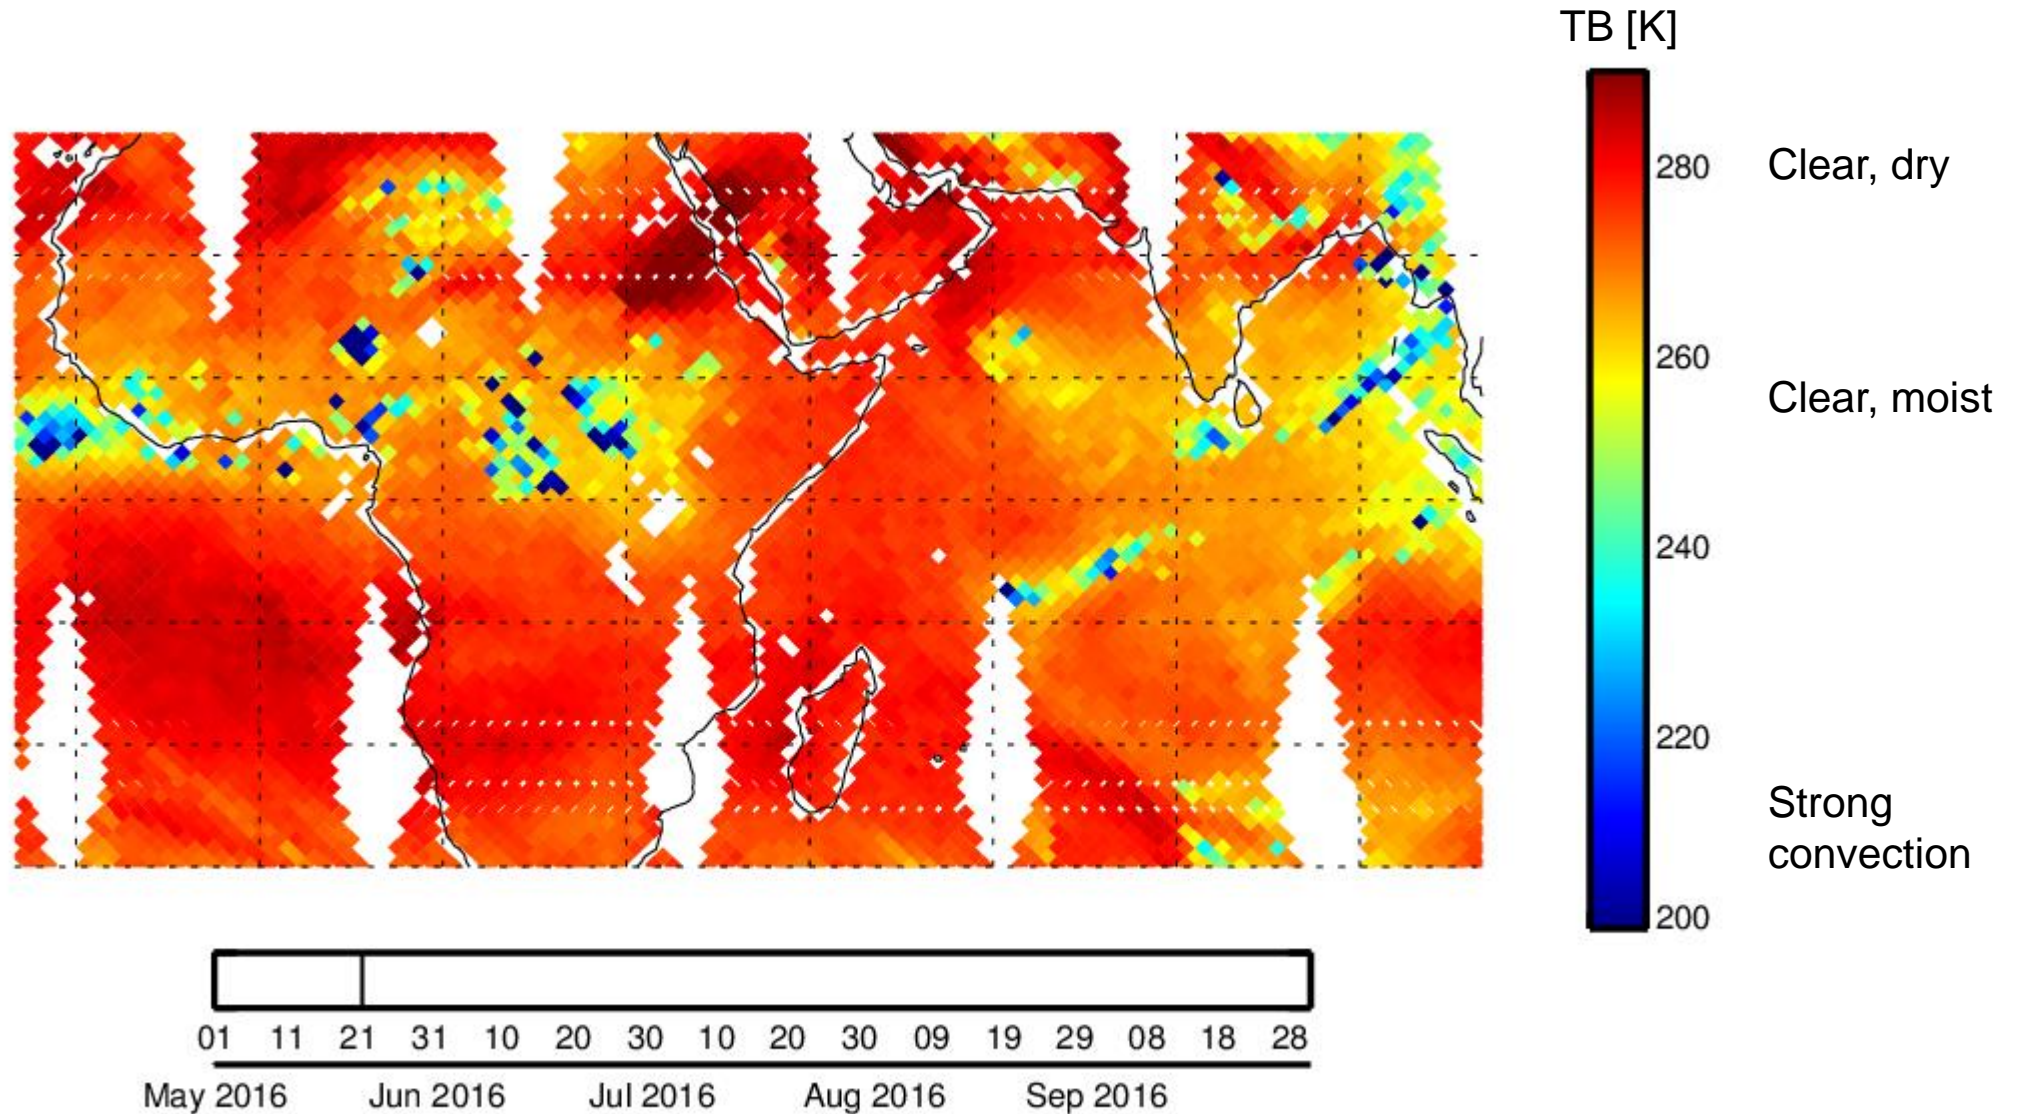 TB [K]
280
Clear, dry
260
Clear, moist
240
220
Strong
convection
200
01 11 21 31 10 20 30 10 20 30 09 19 29 08 18 28
May 2016 Jun 2016 Jul 2016 Aug 2016 Sep 2016